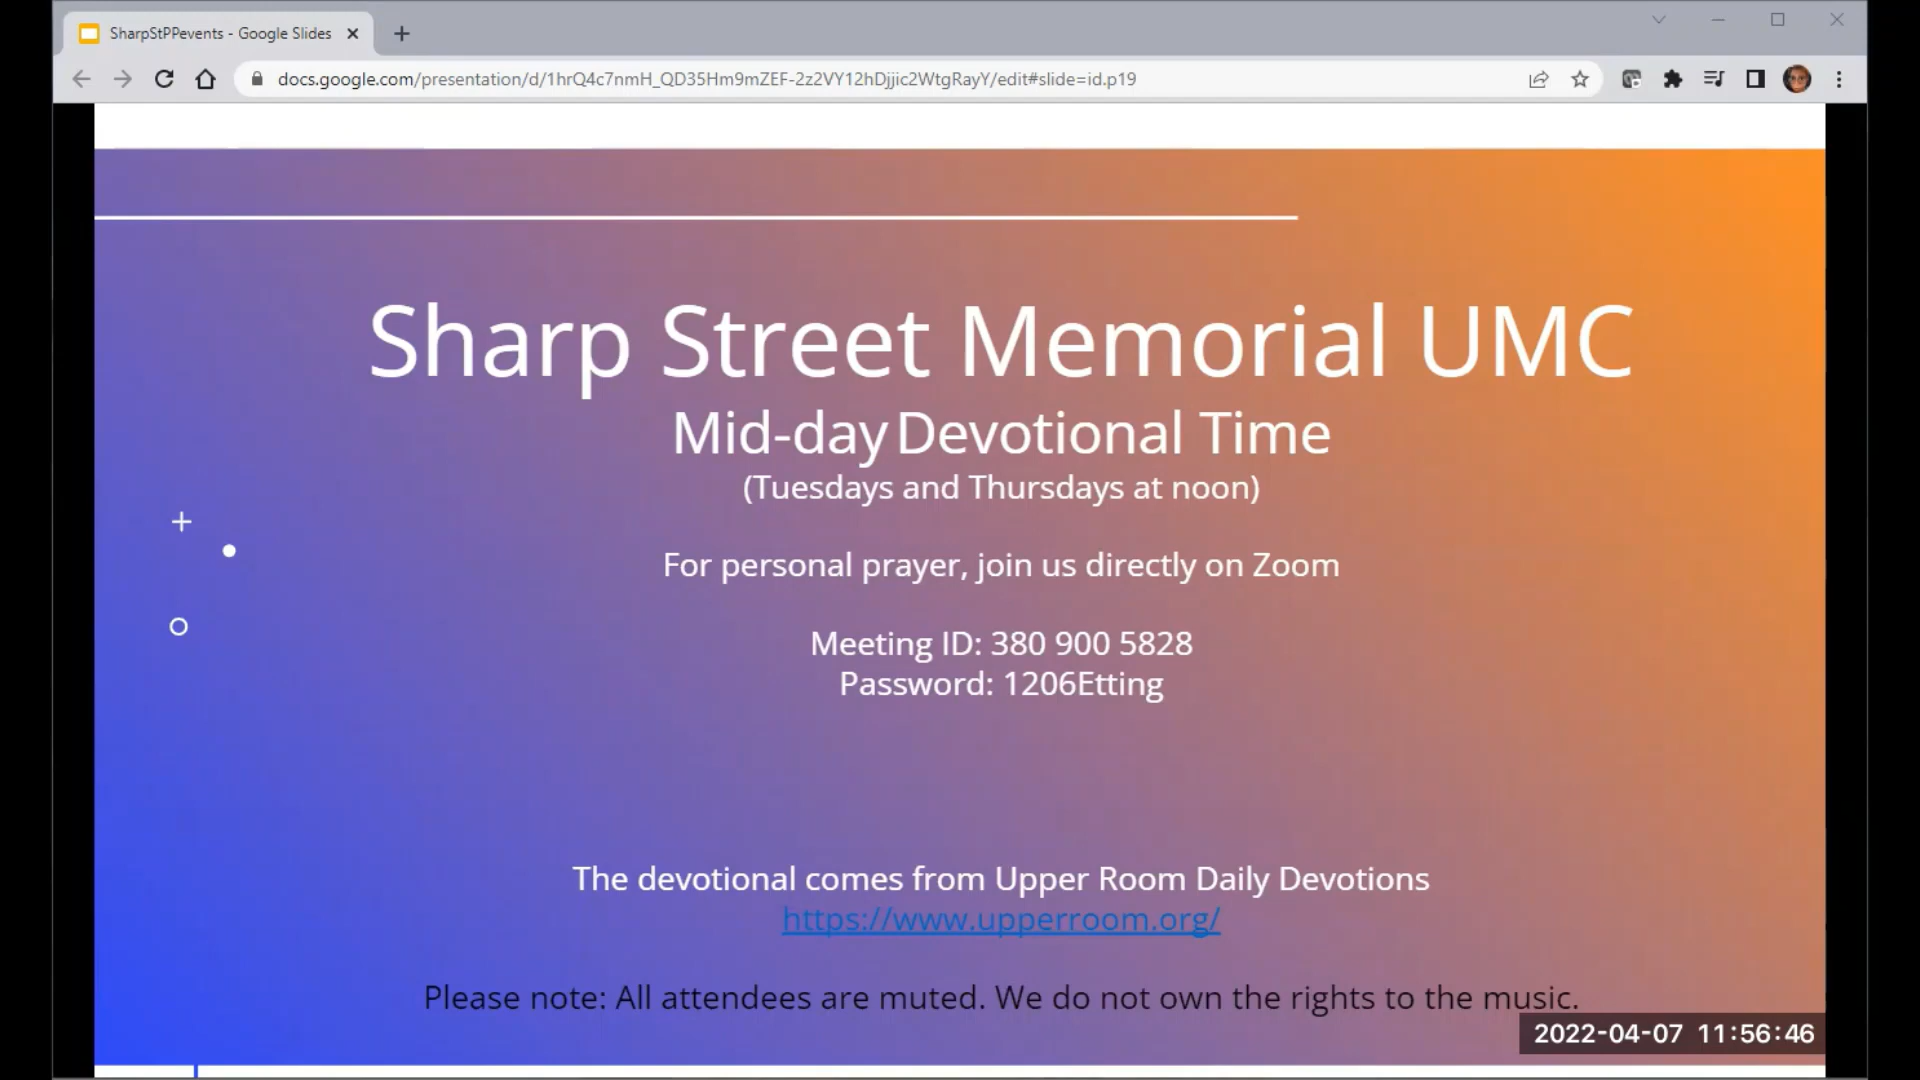 SharpStPPevents - Google Slides
docs.google.com/presentation/d/1hrQ4c7nmH_QD35Hm9mZEF-2z2VY12hDjjic2WtgRayY/edit#slide=id.p19
Sharp Street Memorial UMC
Mid-day Devotional Time
(Tuesdays and Thursdays at noon)
For personal prayer, join us directly on Zoom
Meeting ID: 380 900 5828
Password: 1206Etting
The devotional comes from Upper Room Daily Devotions
https://www.upperroom.org/
Please note: All attendees are muted. We do not own the rights to the music.
2022-04-07 11:56:46